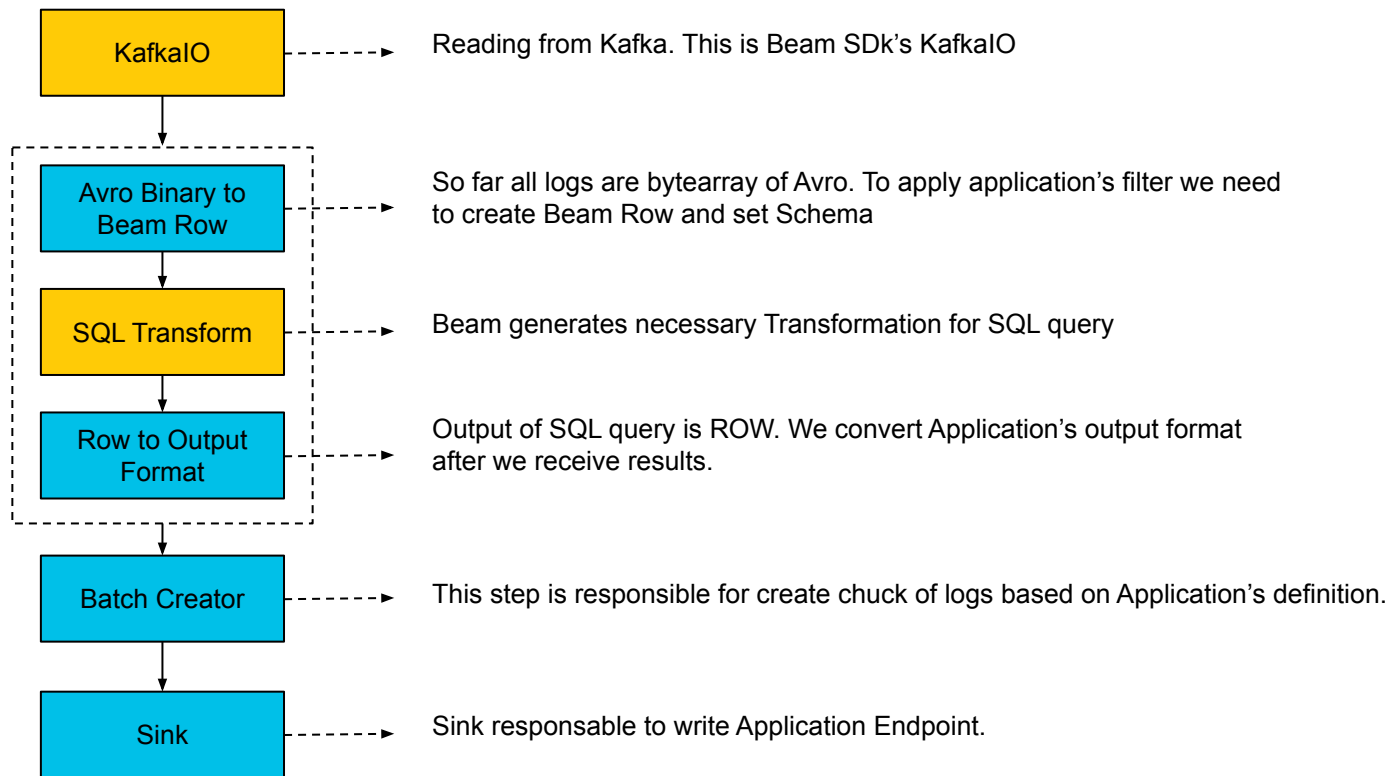 KafkaIO
Reading from Kafka. This is Beam SDk's KafkaIO
Avro Binary to
Beam Row
So far all logs are bytearray of Avro. To apply application's filter we need
to create Beam Row and set Schema
SQL Transform
Beam generates necessary Transformation for SQL query
Row to Output
Format
Output of SQL query is ROW. We convert Application's output format
after we receive results.
Batch Creator
This step is responsible for create chuck of logs based on Application's definition.
Sink
Sink responsable to write Application Endpoint.